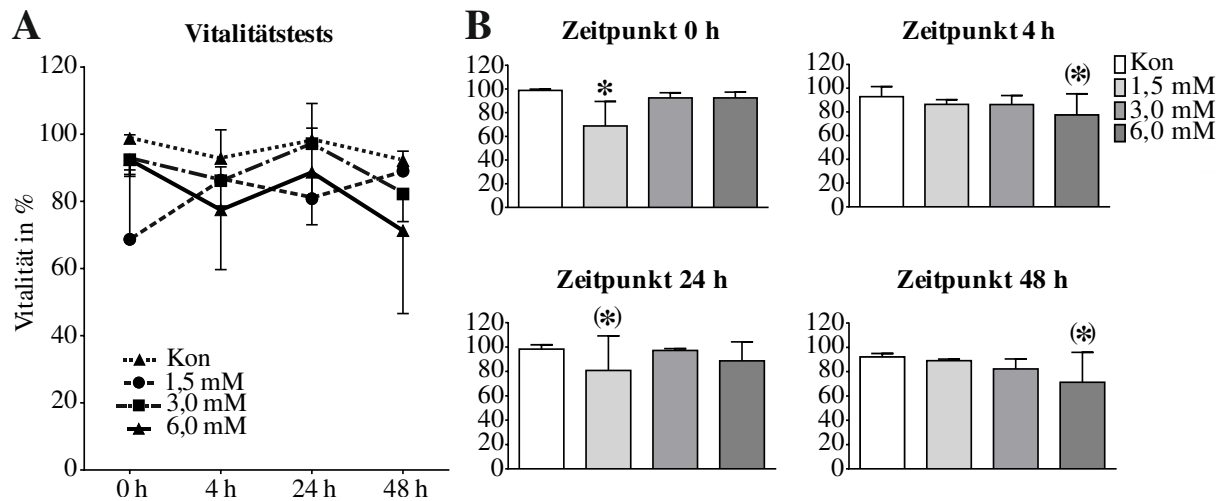 A
Vitalitätstests
Vitalität in %
120
100
80
60
40
20
0
0 h
4 h
24 h
48 h
Kon
1,5 mM
3,0 mM
6,0 mM
B
Zeitpunkt 0 h
120
100
80
60
40
20
0
*
Zeitpunkt 4 h
120
100
80
60
40
20
0
(*)
Kon
1,5 mM
3,0 mM
6,0 mM
Zeitpunkt 24 h
120
100
80
60
40
20
0
(*)
Zeitpunkt 48 h
120
100
80
60
40
20
0
(*)